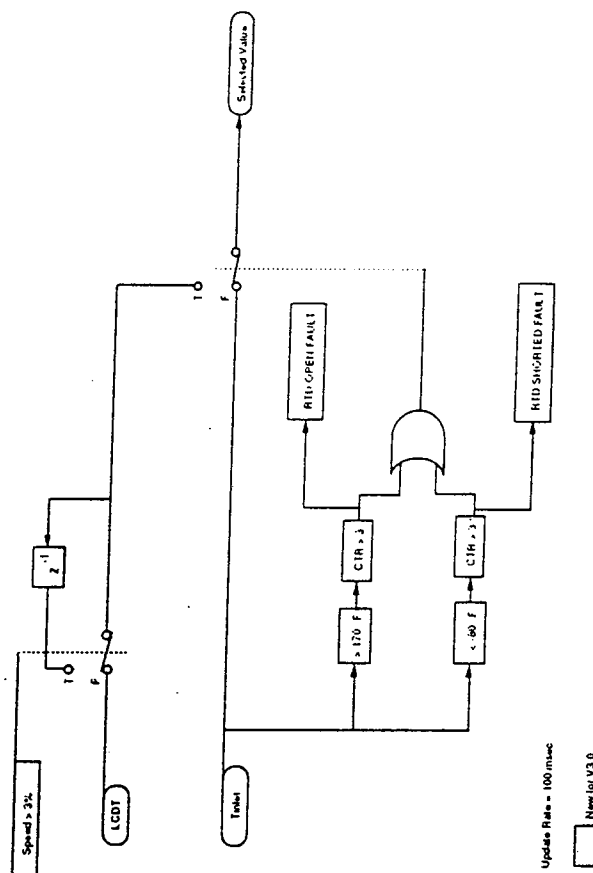 Speed > 3%
LCDT
Tinlet
T
F
Z-1
T
F
Selected Value
> 170 F
CTR > 3
RTD OPEN FAULT
< -80 F
CTR > 3
RTD SHORTED FAULT
Update Rate = 100 msec
New for V3.0